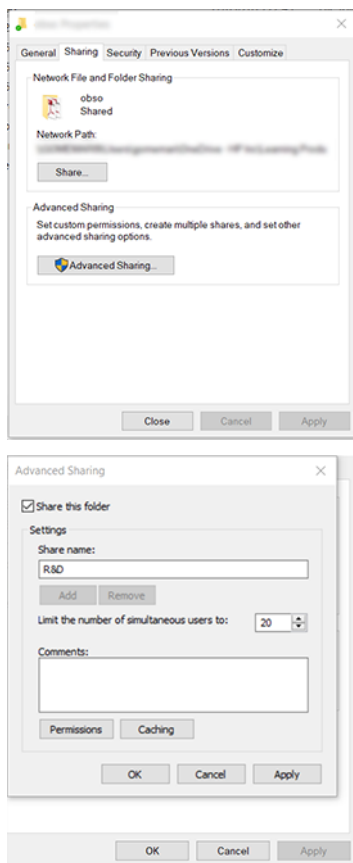 obso Properties
General Sharing Security Previous Versions Customize
Network File and Folder Sharing
obso
Shared
Network Path:
Share...
Advanced Sharing
Set custom permissions, create multiple shares, and set other
advanced sharing options.
Advanced Sharing...
Close Cancel Apply
Advanced Sharing
Share this folder
Settings
Share name:
R&D
Add Remove
Limit the number of simultaneous users to: 20
Comments:
Permissions Caching
OK Cancel Apply
OK Cancel Apply